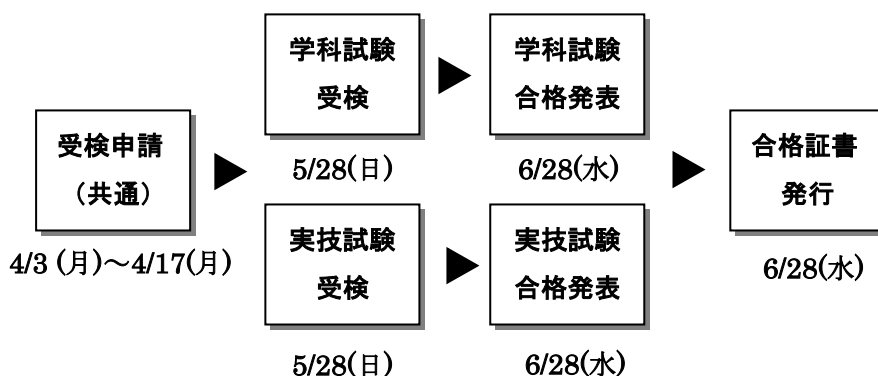 受検申請
（共通）
4/3 (月)～4/17(月)
学科試験
受検
5/28(日)
学科試験
合格発表
6/28(水)
実技試験
受検
5/28(日)
実技試験
合格発表
6/28(水)
合格証書
発行
6/28(水)